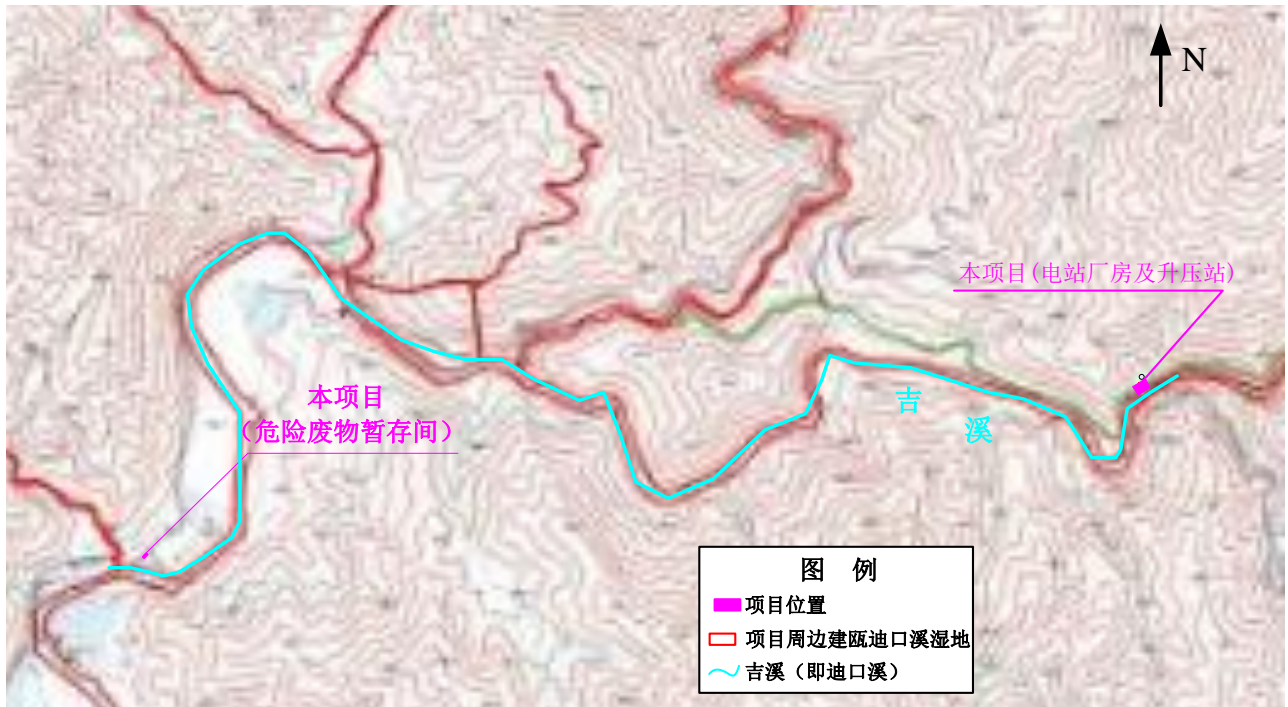 N
本项目(电站厂房及升压站)
本项目
（危险废物暂存间）
吉
溪
图 例
项目位置
项目周边建瓯迪口溪湿地
吉溪（即迪口溪）